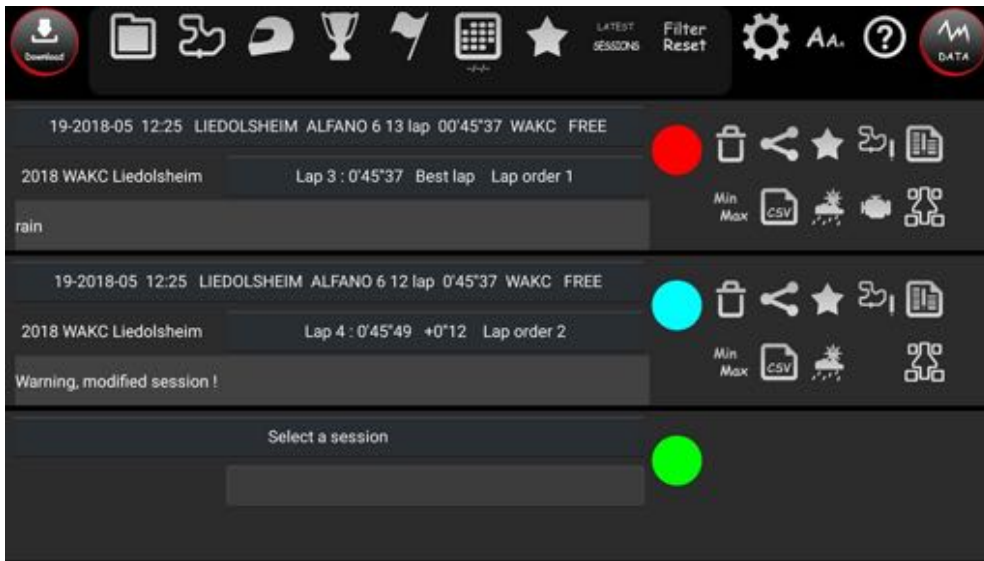 Download
LATEST SESSIONS
Filter Reset
AA.
?
DATA
19-2018-05 12:25 LIEDOLSHEIM ALFANO 6 13 lap 00'45"37 WAKC FREE
2018 WAKC Liedolsheim
Lap 3 : 0'45"37 Best lap Lap order 1
rain
Min Max
CSV
19-2018-05 12:25 LIEDOLSHEIM ALFANO 6 12 lap 0'45"37 WAKC FREE
2018 WAKC Liedolsheim
Lap 4 : 0'45"49 +0"12 Lap order 2
Warning, modified session !
Min Max
CSV
Select a session